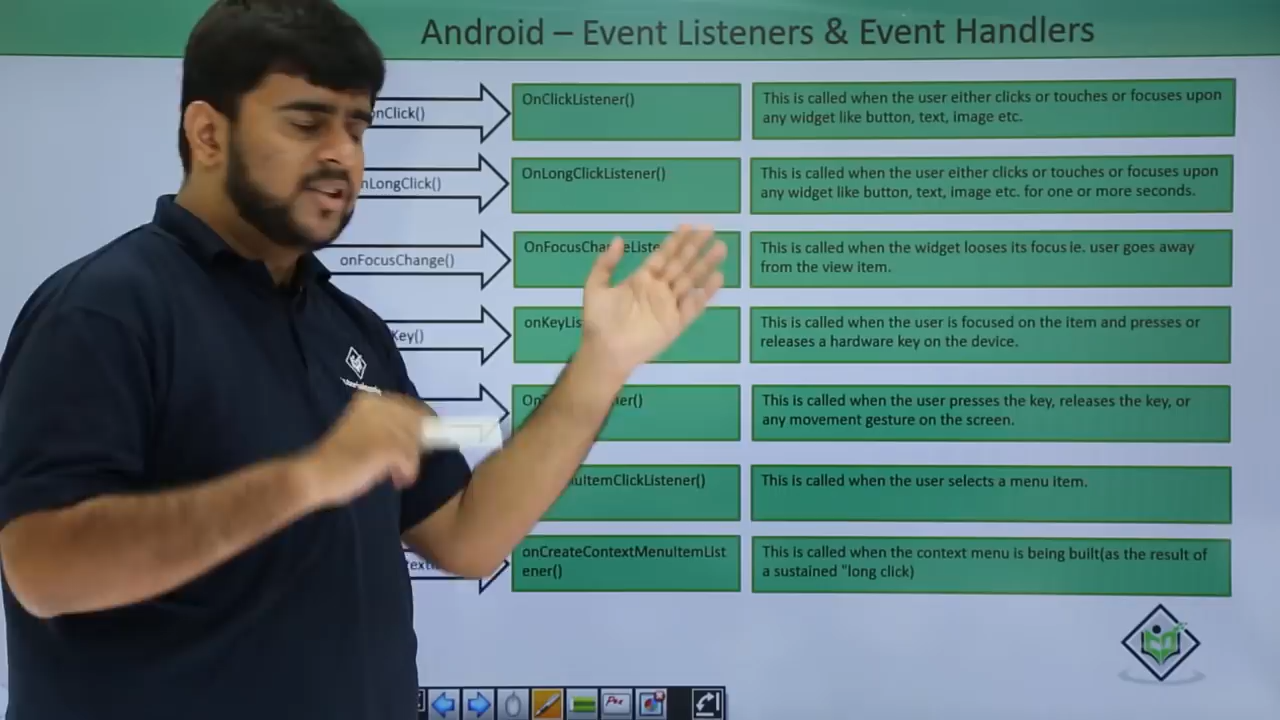 Android – Event Listeners & Event Handlers
nClick()
OnClickListener()
This is called when the user either clicks or touches or focuses upon
any widget like button, text, image etc.
nLongClick()
OnLongClickListener()
This is called when the user either clicks or touches or focuses upon
any widget like button, text, image etc. for one or more seconds.
onFocusChange()
This is called when the widget looses its focus ie. user goes away
from the view item.
Key()
This is called when the user is focused on the item and presses or
releases a hardware key on the device.
This is called when the user presses the key, releases the key, or
any movement gesture on the screen.
ItemClickListener()
This is called when the user selects a menu item.
onCreateContextMenuItemList
ener()
This is called when the context menu is being built(as the result of
a sustained "long click)